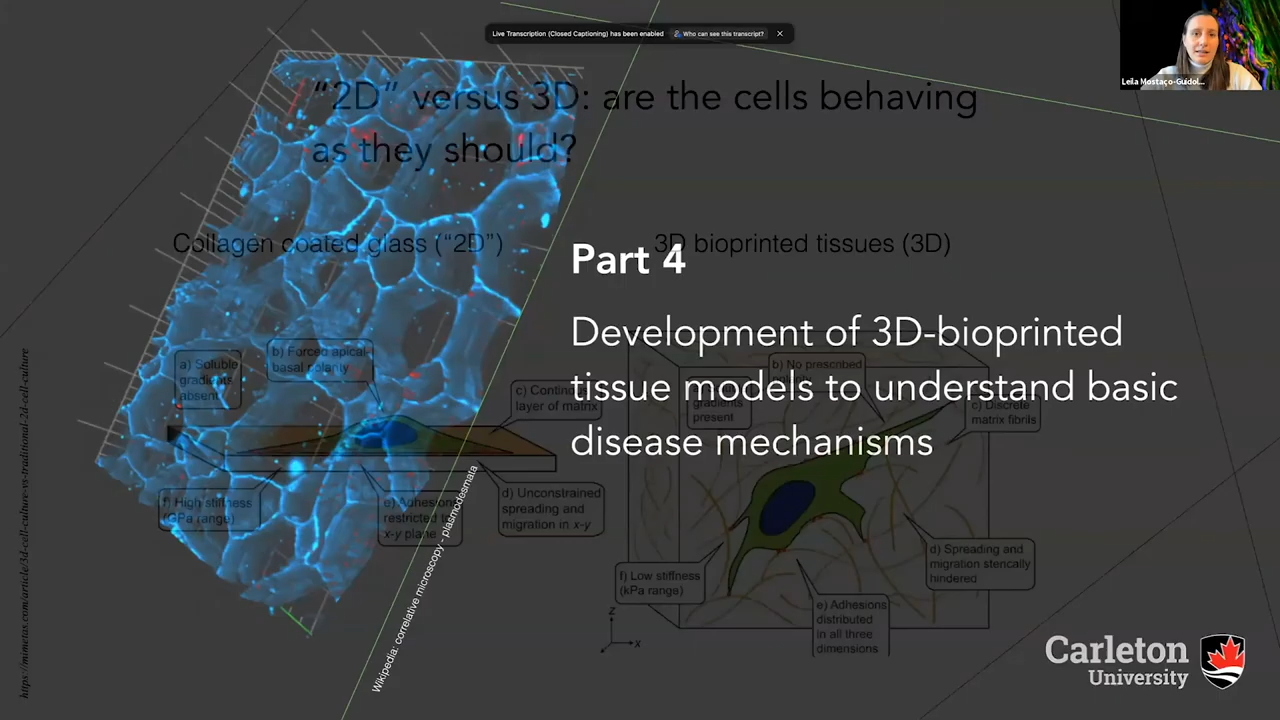 Live Transcription (Closed Captioning) has been enabled
Who can see this transcript?
Leila Mostaço-Guidol...
“2D” versus 3D: are the cells behaving
as they should?
Collagen coated glass (“2D”)
3D bioprinted tissues (3D)
Part 4
Development of 3D-bioprinted
tissue models to understand basic
disease mechanisms
a) Soluble
gradients
absent
b) Forced apical-
basal polarity
c) Continous
layer of matrix
d) Unconstrained
spreading and
migration in x-y
e) Adhesions
restricted to
x-y plane
f) High stiffness
(GPa range)
gradients
present
b) No prescribed
c) Discrete
matrix fibrils
d) Spreading and
migration sterically
hindered
e) Adhesions
distributed
in all three
dimensions
f) Low stiffness
(kPa range)
z
x
https://mimetas.com/article/3d-cell-culture-vs-traditional-2d-cell-culture
Wikipedia: correlative microscopy - plasmodesmata
Carleton
University